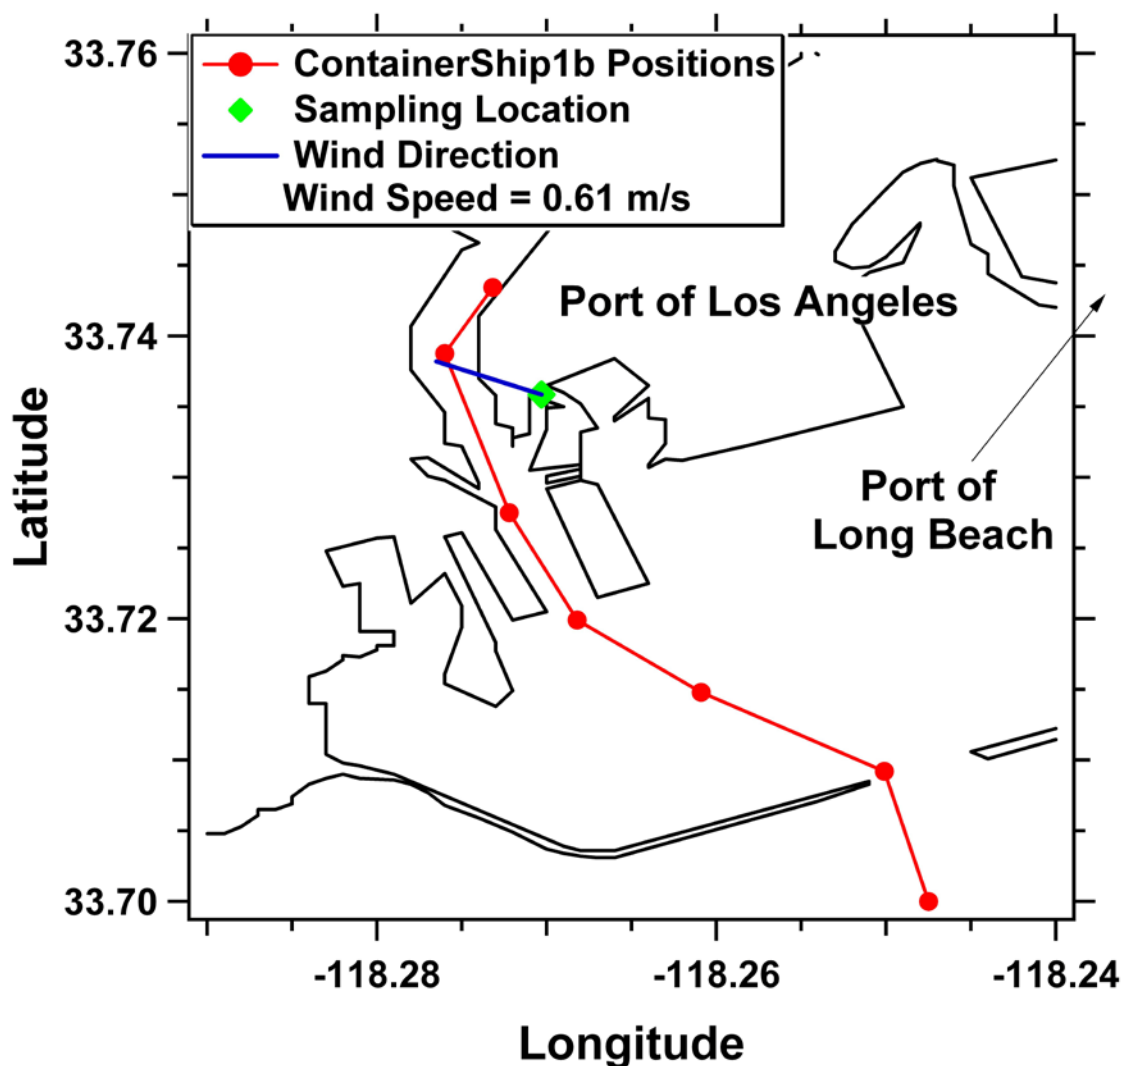 33.76
ContainerShip1b Positions
Sampling Location
Wind Direction
Wind Speed = 0.61 m/s
Port of Los Angeles
33.74
Port of
Long Beach
Latitude
33.72
33.70
-118.28
-118.26
-118.24
Longitude